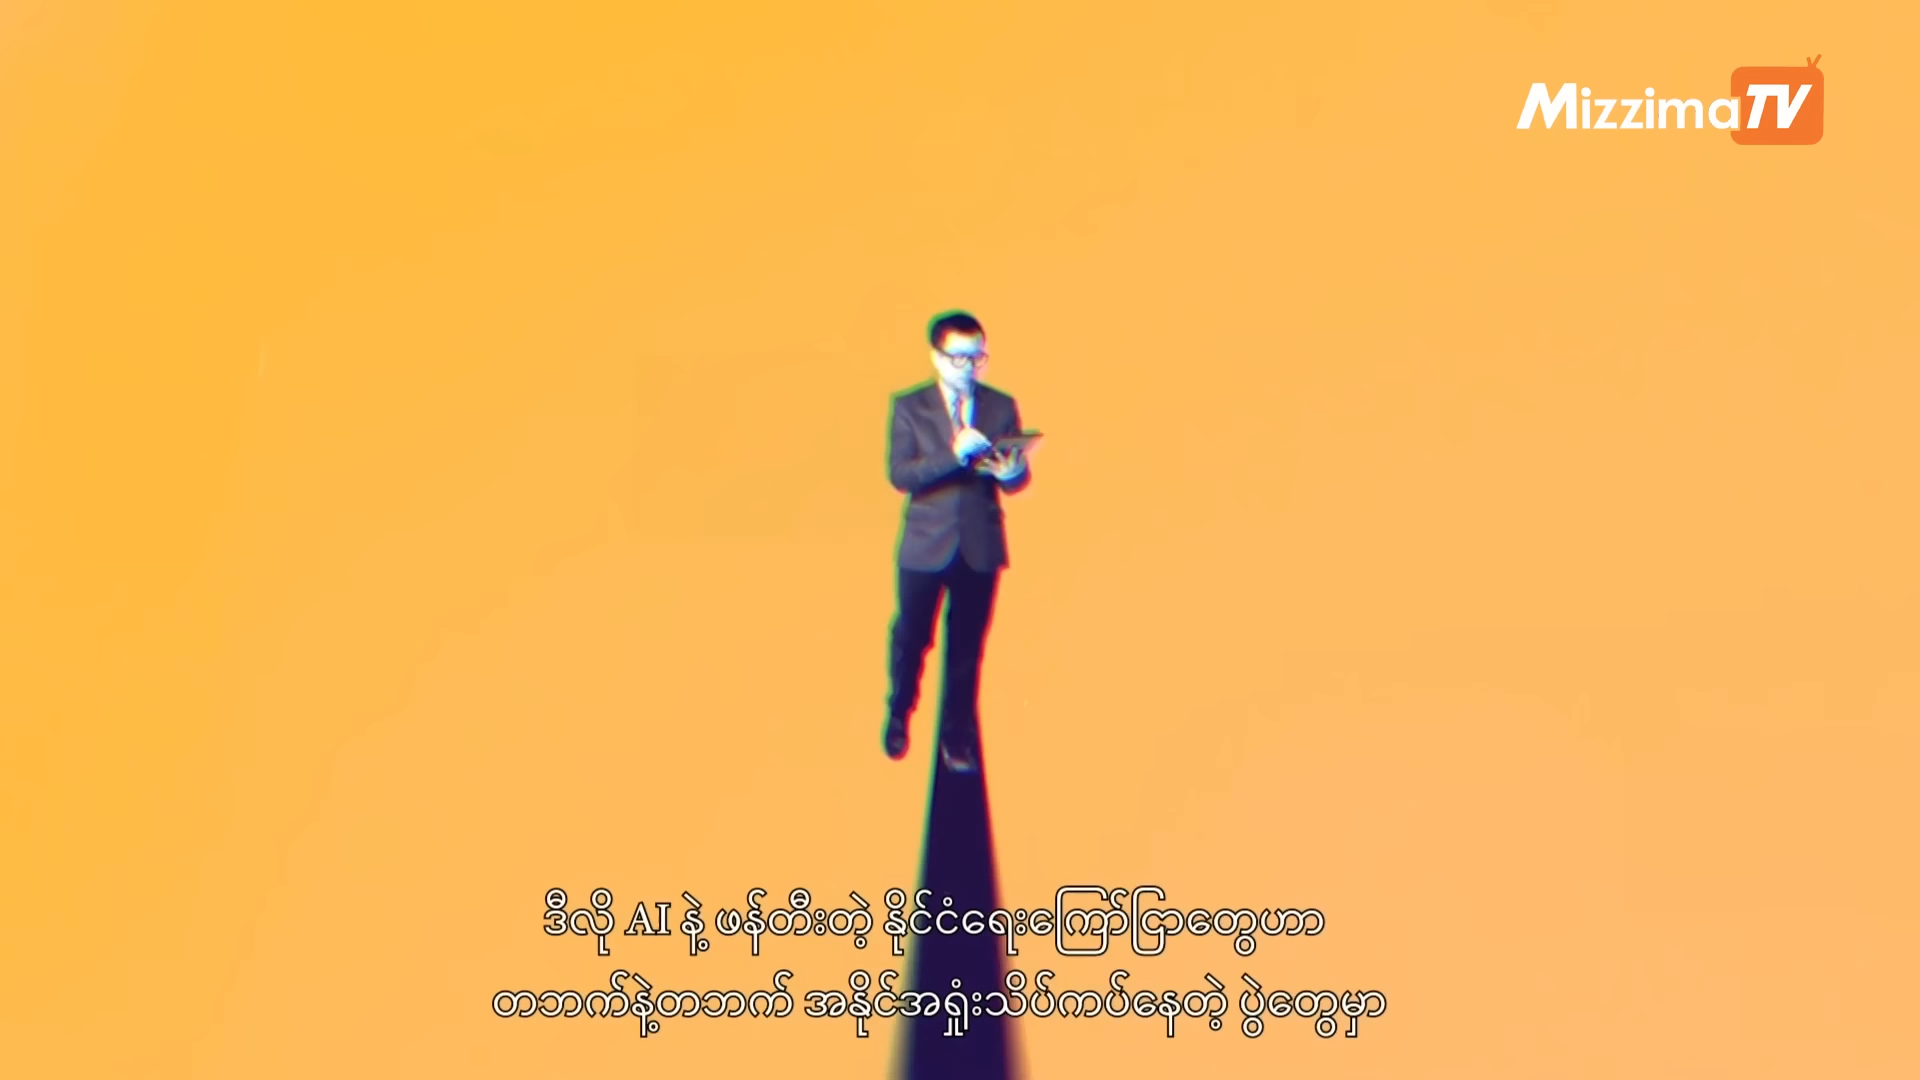 MizzimaTV
ဒီလို AI နဲ့ ဖန်တီးတဲ့ နိုင်ငံရေးကြော်ငြာတွေဟာ
တဘက်နဲ့တဘက် အနိုင်အရှုံးသိပ်ကပ်နေတဲ့ ပွဲတွေမှာ